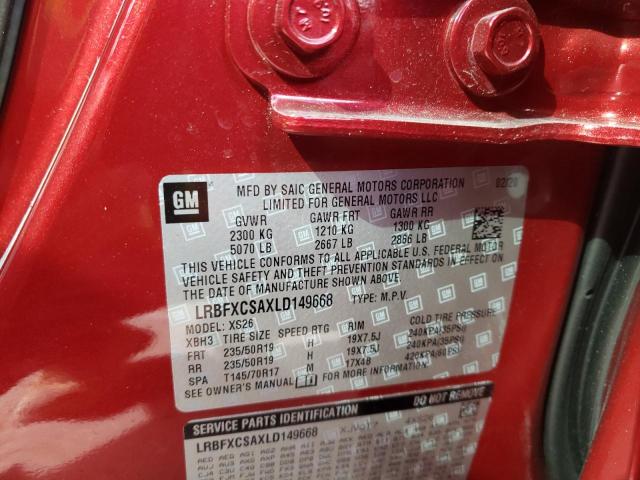 GM
MFD BY SAIC GENERAL MOTORS CORPORATION 02/20
LIMITED FOR GENERAL MOTORS LLC
GVWR GAWR FRT GAWR RR
2300 KG 1210 KG 1300 KG
5070 LB 2667 LB 2866 LB
THIS VEHICLE CONFORMS TO ALL APPLICABLE U.S. FEDERAL MOTOR
VEHICLE SAFETY AND THEFT PREVENTION STANDARDS IN EFFECT ON
THE DATE OF MANUFACTURE SHOWN ABOVE.
LRBFXCSAXLD149668 TYPE: M.P.V.
MODEL: XS26
XBH3 TIRE SIZE SPEED RTG RIM COLD TIRE PRESSURE
FRT 235/50R19 H 19X7.5J 240KPA/35PSI
RR 235/50R19 H 19X7.5J 240KPA/35PSI
SPA T145/70R17 M 17X4B 420KPA/60PSI
SEE OWNER'S MANUAL FOR MORE INFORMATION.
SERVICE PARTS IDENTIFICATION DO NOT REMOVE
LRBFXCSAXLD149668